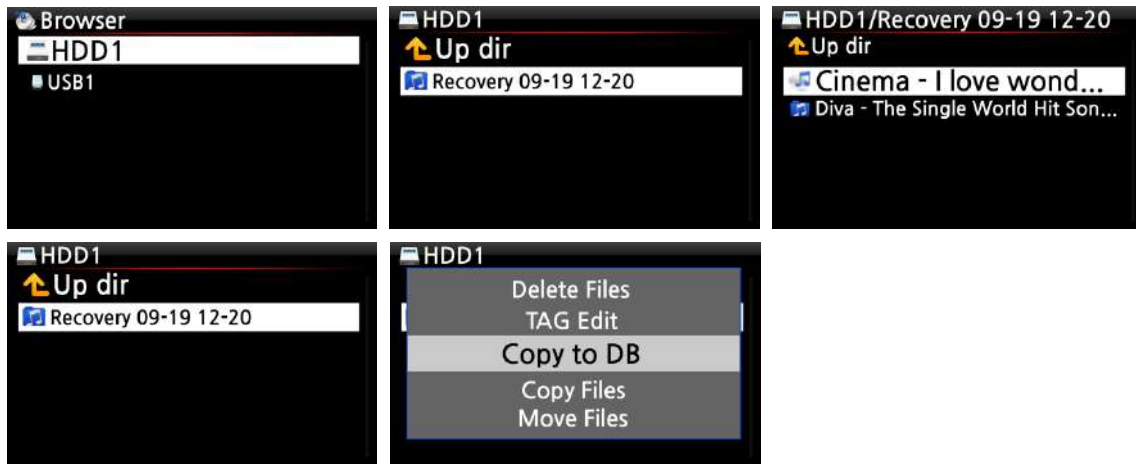 Browser
HDD1
USB1
HDD1
Up dir
Recovery 09-19 12-20
HDD1/Recovery 09-19 12-20
Up dir
Cinema - I love wond...
Diva - The Single World Hit Son...
HDD1
Up dir
Recovery 09-19 12-20
HDD1
Delete Files
TAG Edit
Copy to DB
Copy Files
Move Files